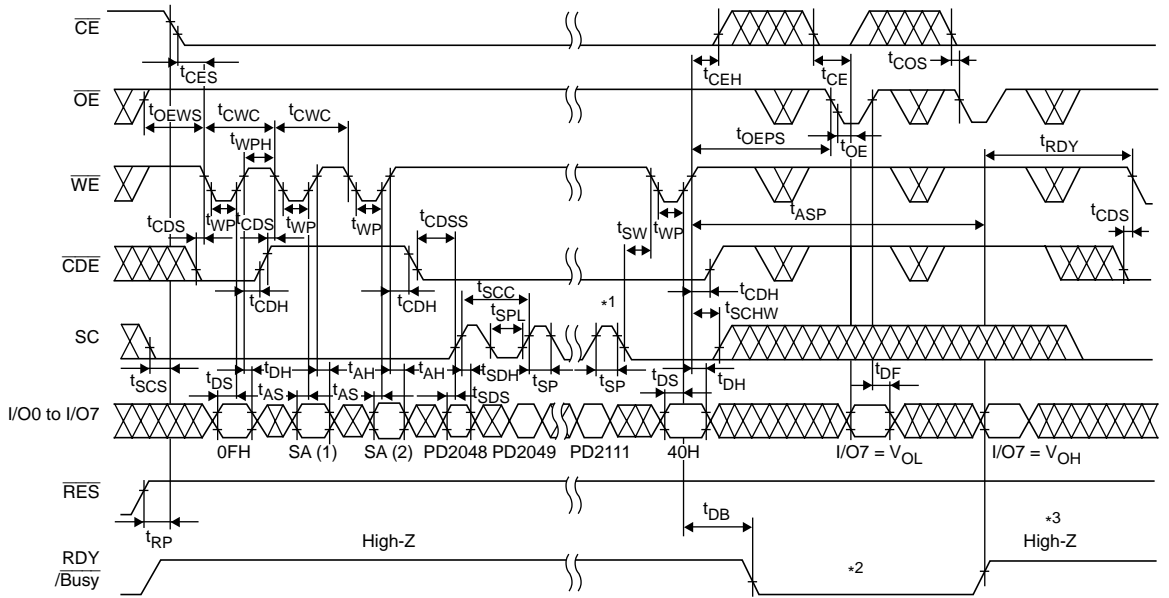 CE
tCES
tCEH
tCE
tCOS
OE
tOEWS
tCWC
tCWC
tWPH
tOEPS
tOE
tRDY
WE
tCDS
tWP
tCDS
tWP
tWP
tCDSS
tSW
tWP
tASP
tCDS
CDE
tCDH
tCDH
tSCC
tSPL
*1
tCDH
tSCHW
SC
tSCS
tDS
tDH
tAS
tAH
tAS
tAH
tSDH
tSDS
tSP
tSP
tDS
tDH
tDF
I/O0 to I/O7
0FH
SA (1)
SA (2)
PD2048
PD2049
PD2111
40H
I/O7 = VOL
I/O7 = VOH
RES
tRP
tDB
*3
RDY
/Busy
High-Z
*2
High-Z